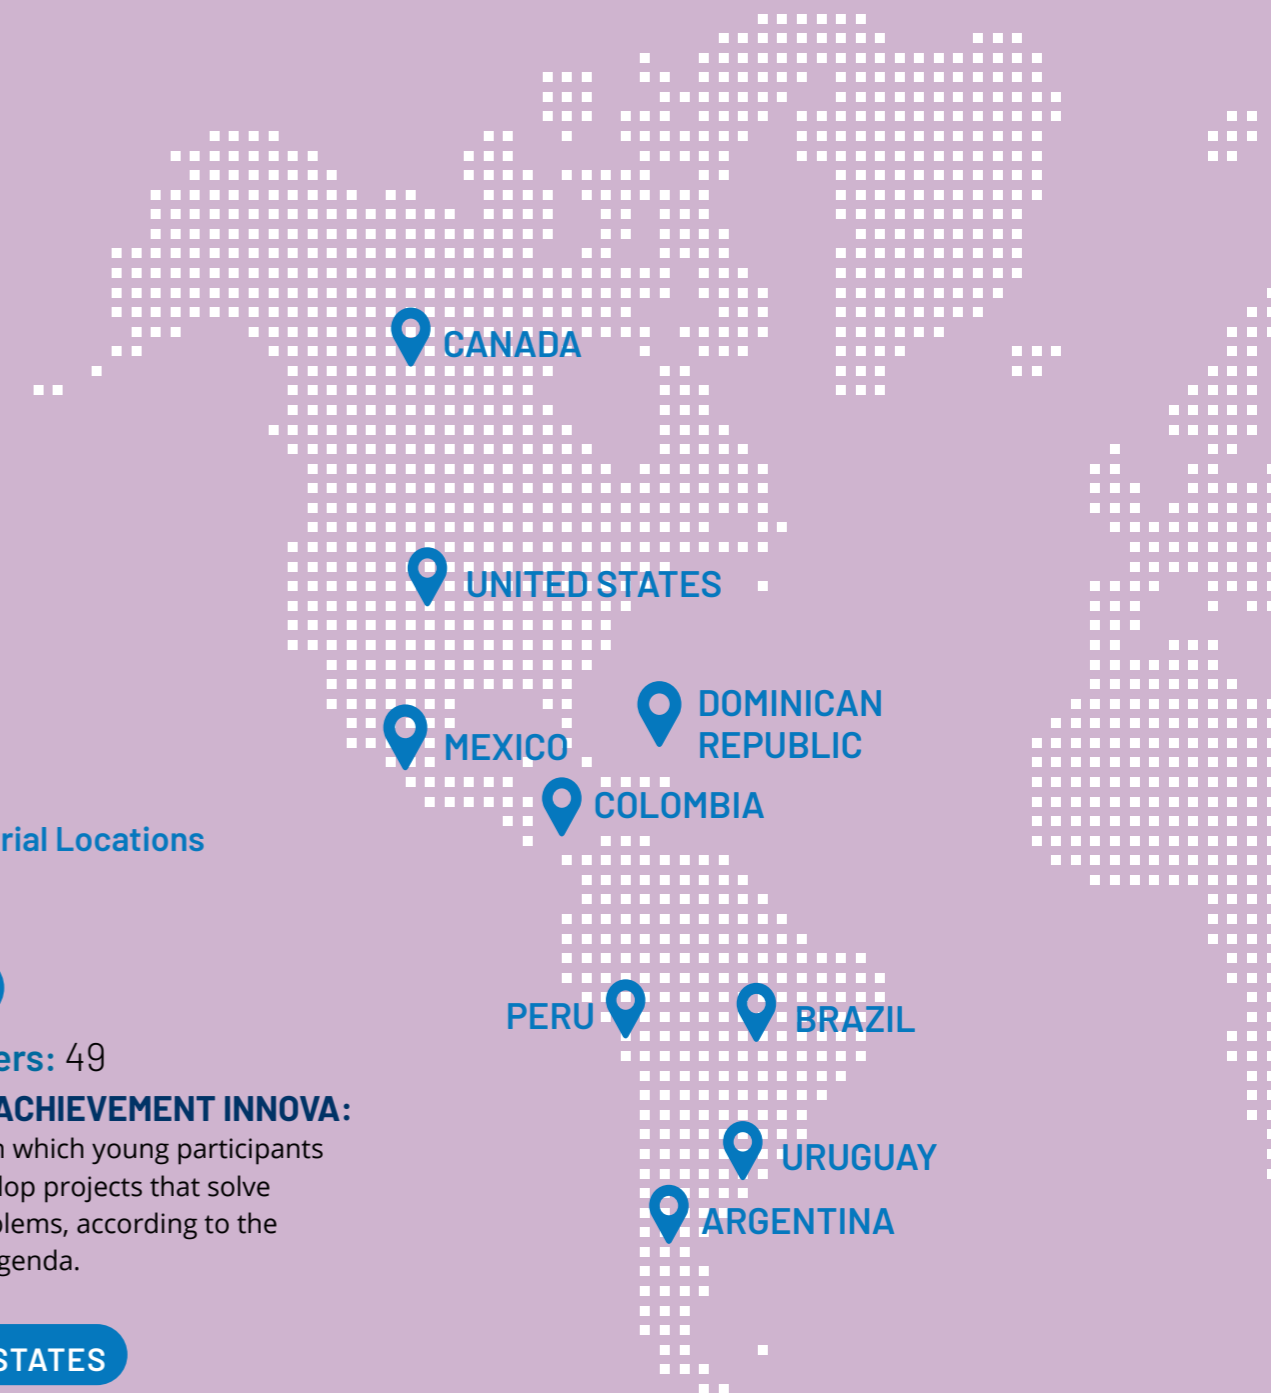 CANADA
UNITED STATES
DOMINICAN
REPUBLIC
MEXICO
COLOMBIA
rial Locations
PERU
BRAZIL
ers: 49
ACHIEVEMENT INNOVA:
n which young participants
lop projects that solve
blems, according to the
genda.
URUGUAY
ARGENTINA
STATES